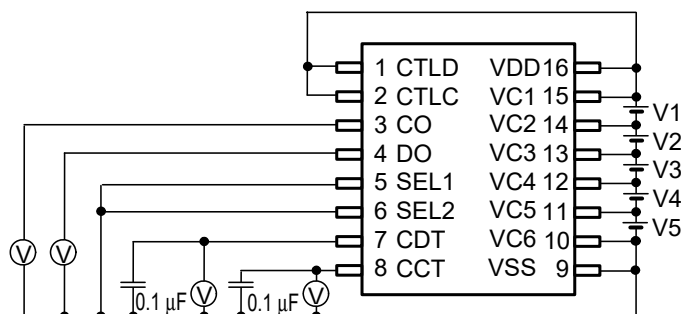 1 CTLD VDD 16
2 CTLC VC1 15
V1
3 CO VC2 14
V2
4 DO VC3 13
V3
5 SEL1 VC4 12
V4
6 SEL2 VC5 11
V5
7 CDT VC6 10
8 CCT VSS 9
V V V V
0.1 µF 0.1 µF